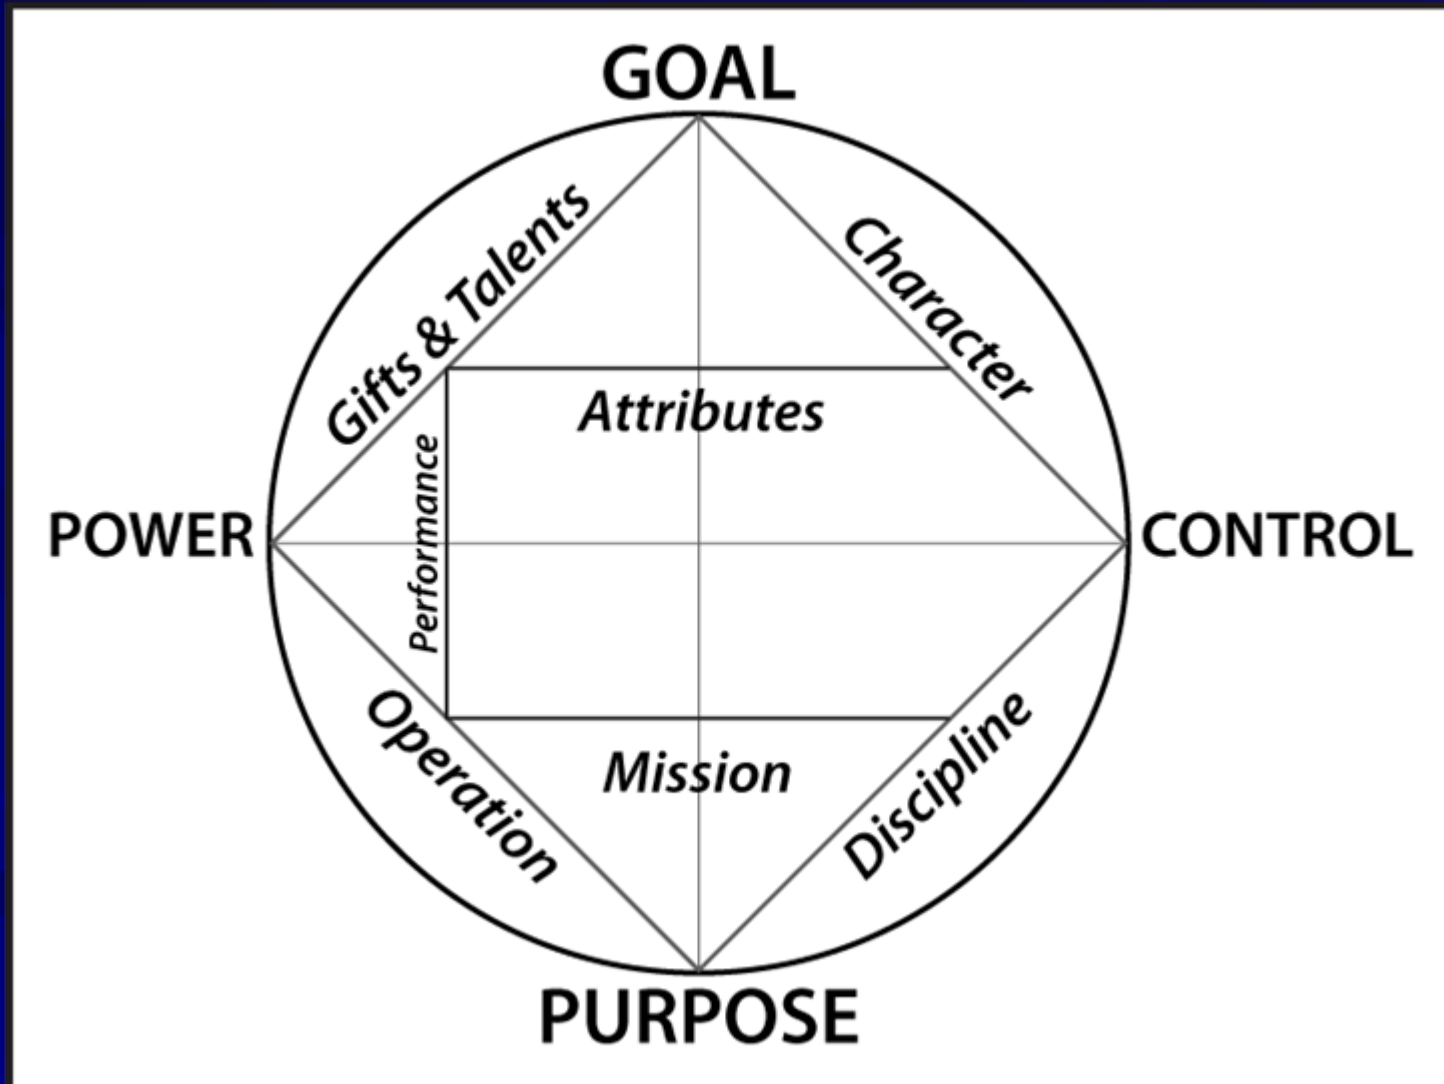 GOAL
Gifts & Talents
Character
Attributes
Performance
POWER
CONTROL
Operation
Mission
Discipline
PURPOSE